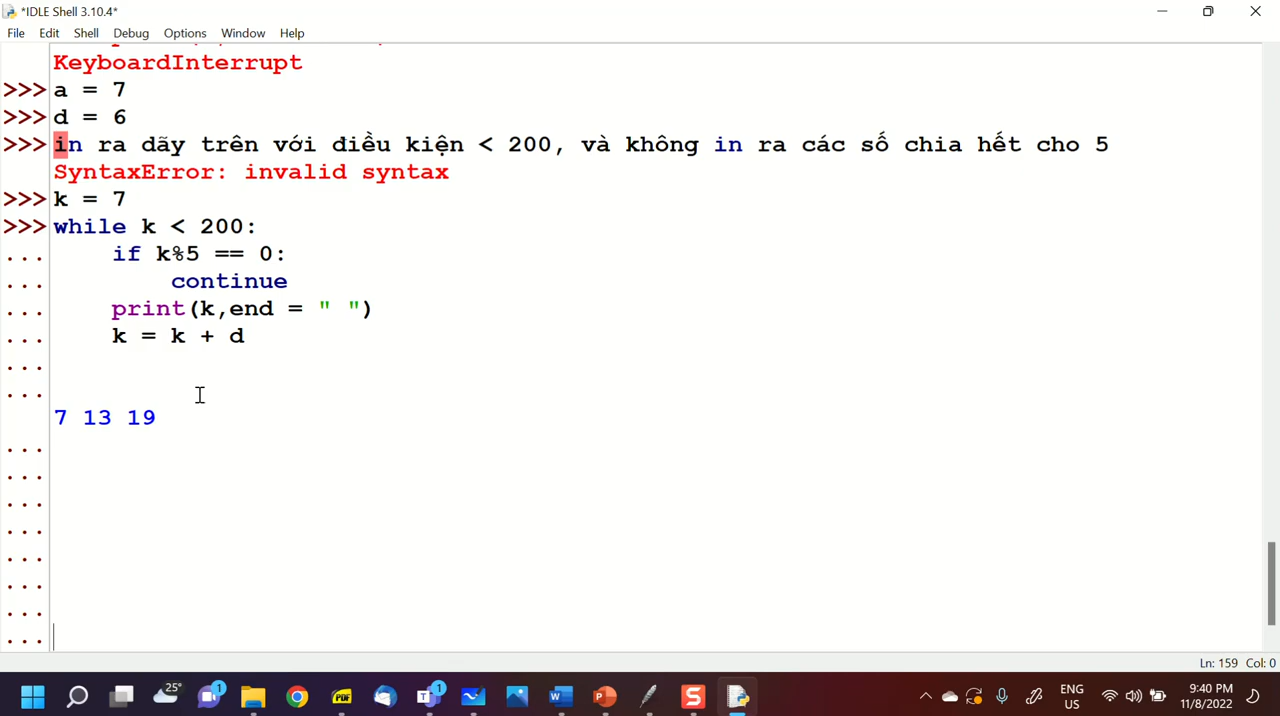 *IDLE Shell 3.10.4*
File Edit Shell Debug Options Window Help
KeyboardInterrupt
>>> a = 7
>>> d = 6
>>> in ra dãy trên với điều kiện < 200, và không in ra các số chia hết cho 5
SyntaxError: invalid syntax
>>> k = 7
>>> while k < 200:
...     if k%5 == 0:
...         continue
...     print(k,end = " ")
...     k = k + d
...
...
7 13 19
...
...
...
...
...
...
...
...
Ln: 159 Col: 0
25° 1 PDF 1 ENG US 9:40 PM 11/8/2022